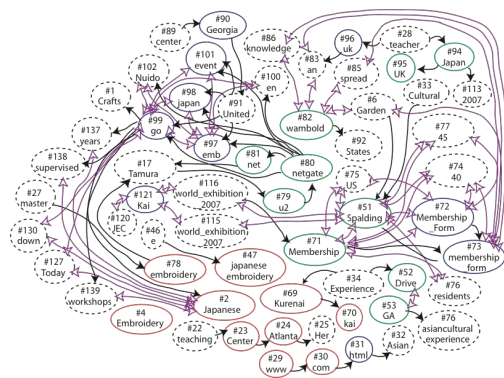 #90
Georgia
#89
center
#86
knowledge
#96
uk
#28
teacher
#101
event
#83
an
#94
Japan
#95
UK
#102
Nuido
#85
spread
#100
en
#33
Cultural
#113
2007
#98
japan
#1
Crafts
#91
United
#6
Garden
#99
go
#82
wambold
#77
45
#137
years
#97
emb
#92
States
#81
net
#138
supervised
#17
Tamura
#80
netgate
#74
40
#116
world_exhibition
2007
#75
US
#27
master
#121
Kai
#79
u2
#51
Spalding
#72
Membership
Form
#120
JEC
#115
world_exhibition
2007
#130
down
#46
e
#71
Membership
#73
membership
form
#47
japanese
embroidery
#127
Today
#78
embroidery
#34
Experience
#52
Drive
#76
residents
#139
workshops
#2
Japanese
#69
Kurenai
#53
GA
#4
Embroidery
#70
kai
#76
asiancultural
experience
#22
teaching
#23
Center
#24
Atlanta
#25
Her
#32
Asian
#31
html
#29
www
#30
com